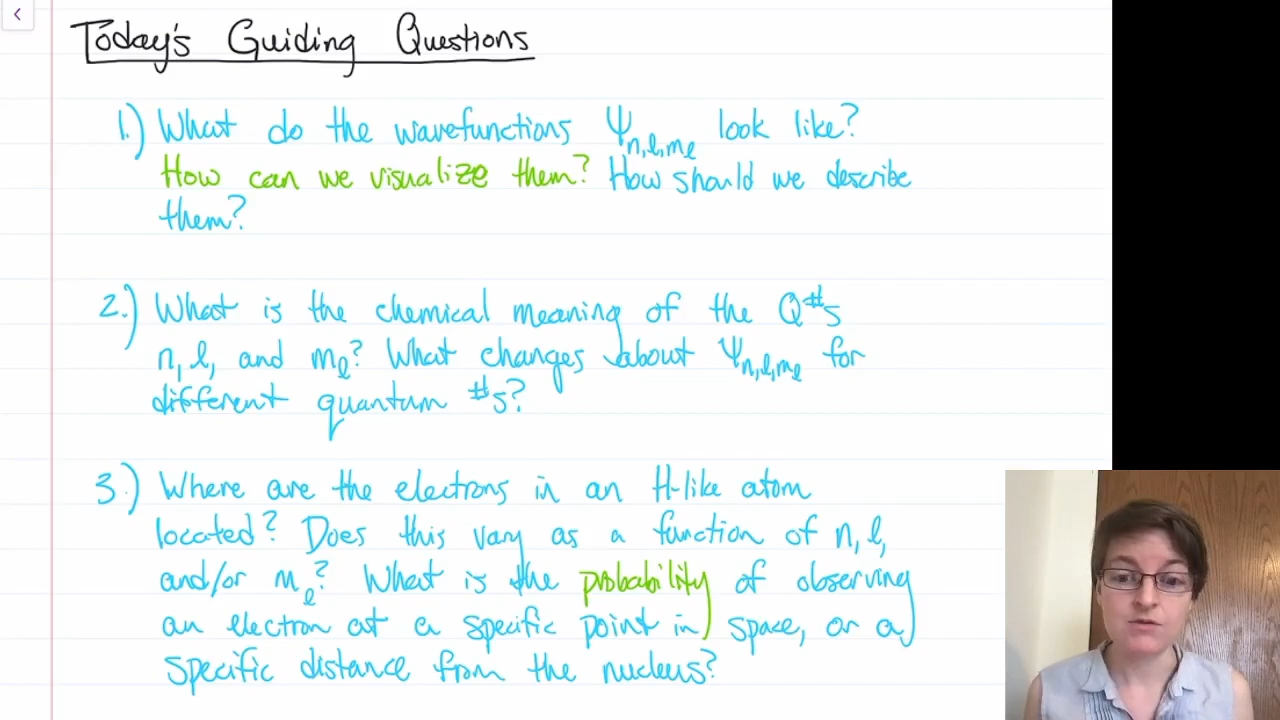 Today's Guiding Questions
1.) What do the wavefunctions Ψn,ℓ,mℓ look like?
How can we visualize them? How should we describe
them?
2.) What is the chemical meaning of the Q#s
n, ℓ, and mℓ? What changes about Ψn,ℓ,mℓ for
different quantum #s?
3.) Where are the electrons in an H-like atom
located? Does this vary as a function of n, ℓ,
and/or mℓ? What is the probability of observing
an electron at a specific point in space, or a
specific distance from the nucleus?